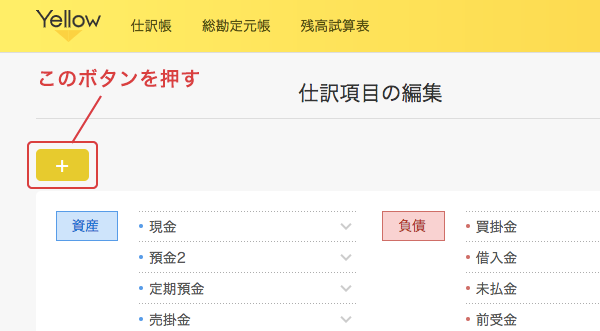 Yellow 仕訳帳 総勘定元帳 残高試算表
このボタンを押す
仕訳項目の編集
+
資産 現金 負債 買掛金
預金2 借入金
定期預金 未払金
売掛金 前受金